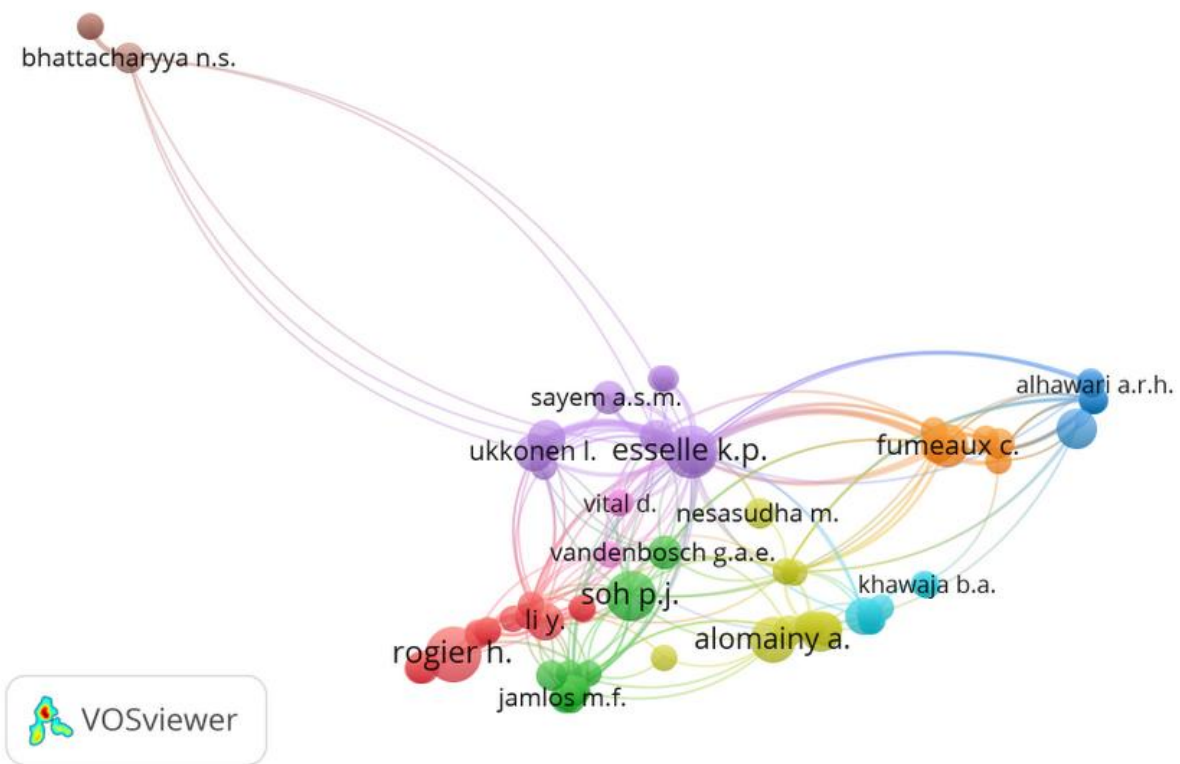 bhattacharyya n.s.
alhawari a.r.h.
sayem a.s.m.
ukkonen l.
esselle k.p.
fumeaux c.
vital d.
nesasudha m.
vandenbosch g.a.e.
khawaja b.a.
soh p.j.
li y.
alomainy a.
rogier h.
jamlos m.f.
VOSviewer